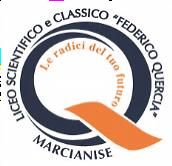 LICEO SCIENTIFICO e CLASSICO "FEDERICO QUERCIA"
Le radici del tuo futuro
MARCIANISE